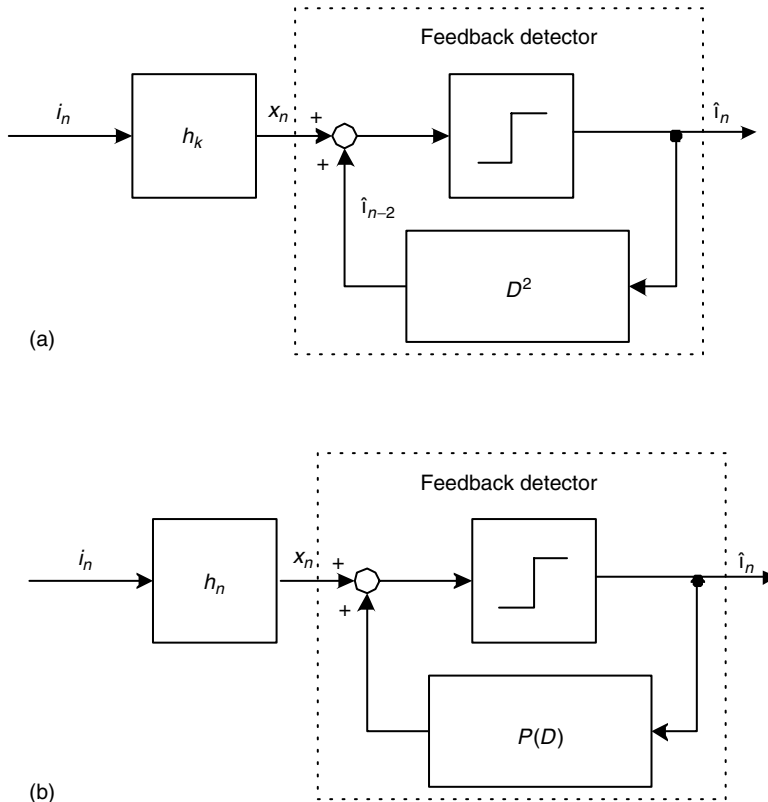 Feedback detector
i_n
h_k
x_n
+
+
î_n
î_{n–2}
D^2
(a)
Feedback detector
i_n
h_n
x_n
+
+
î_n
P(D)
(b)